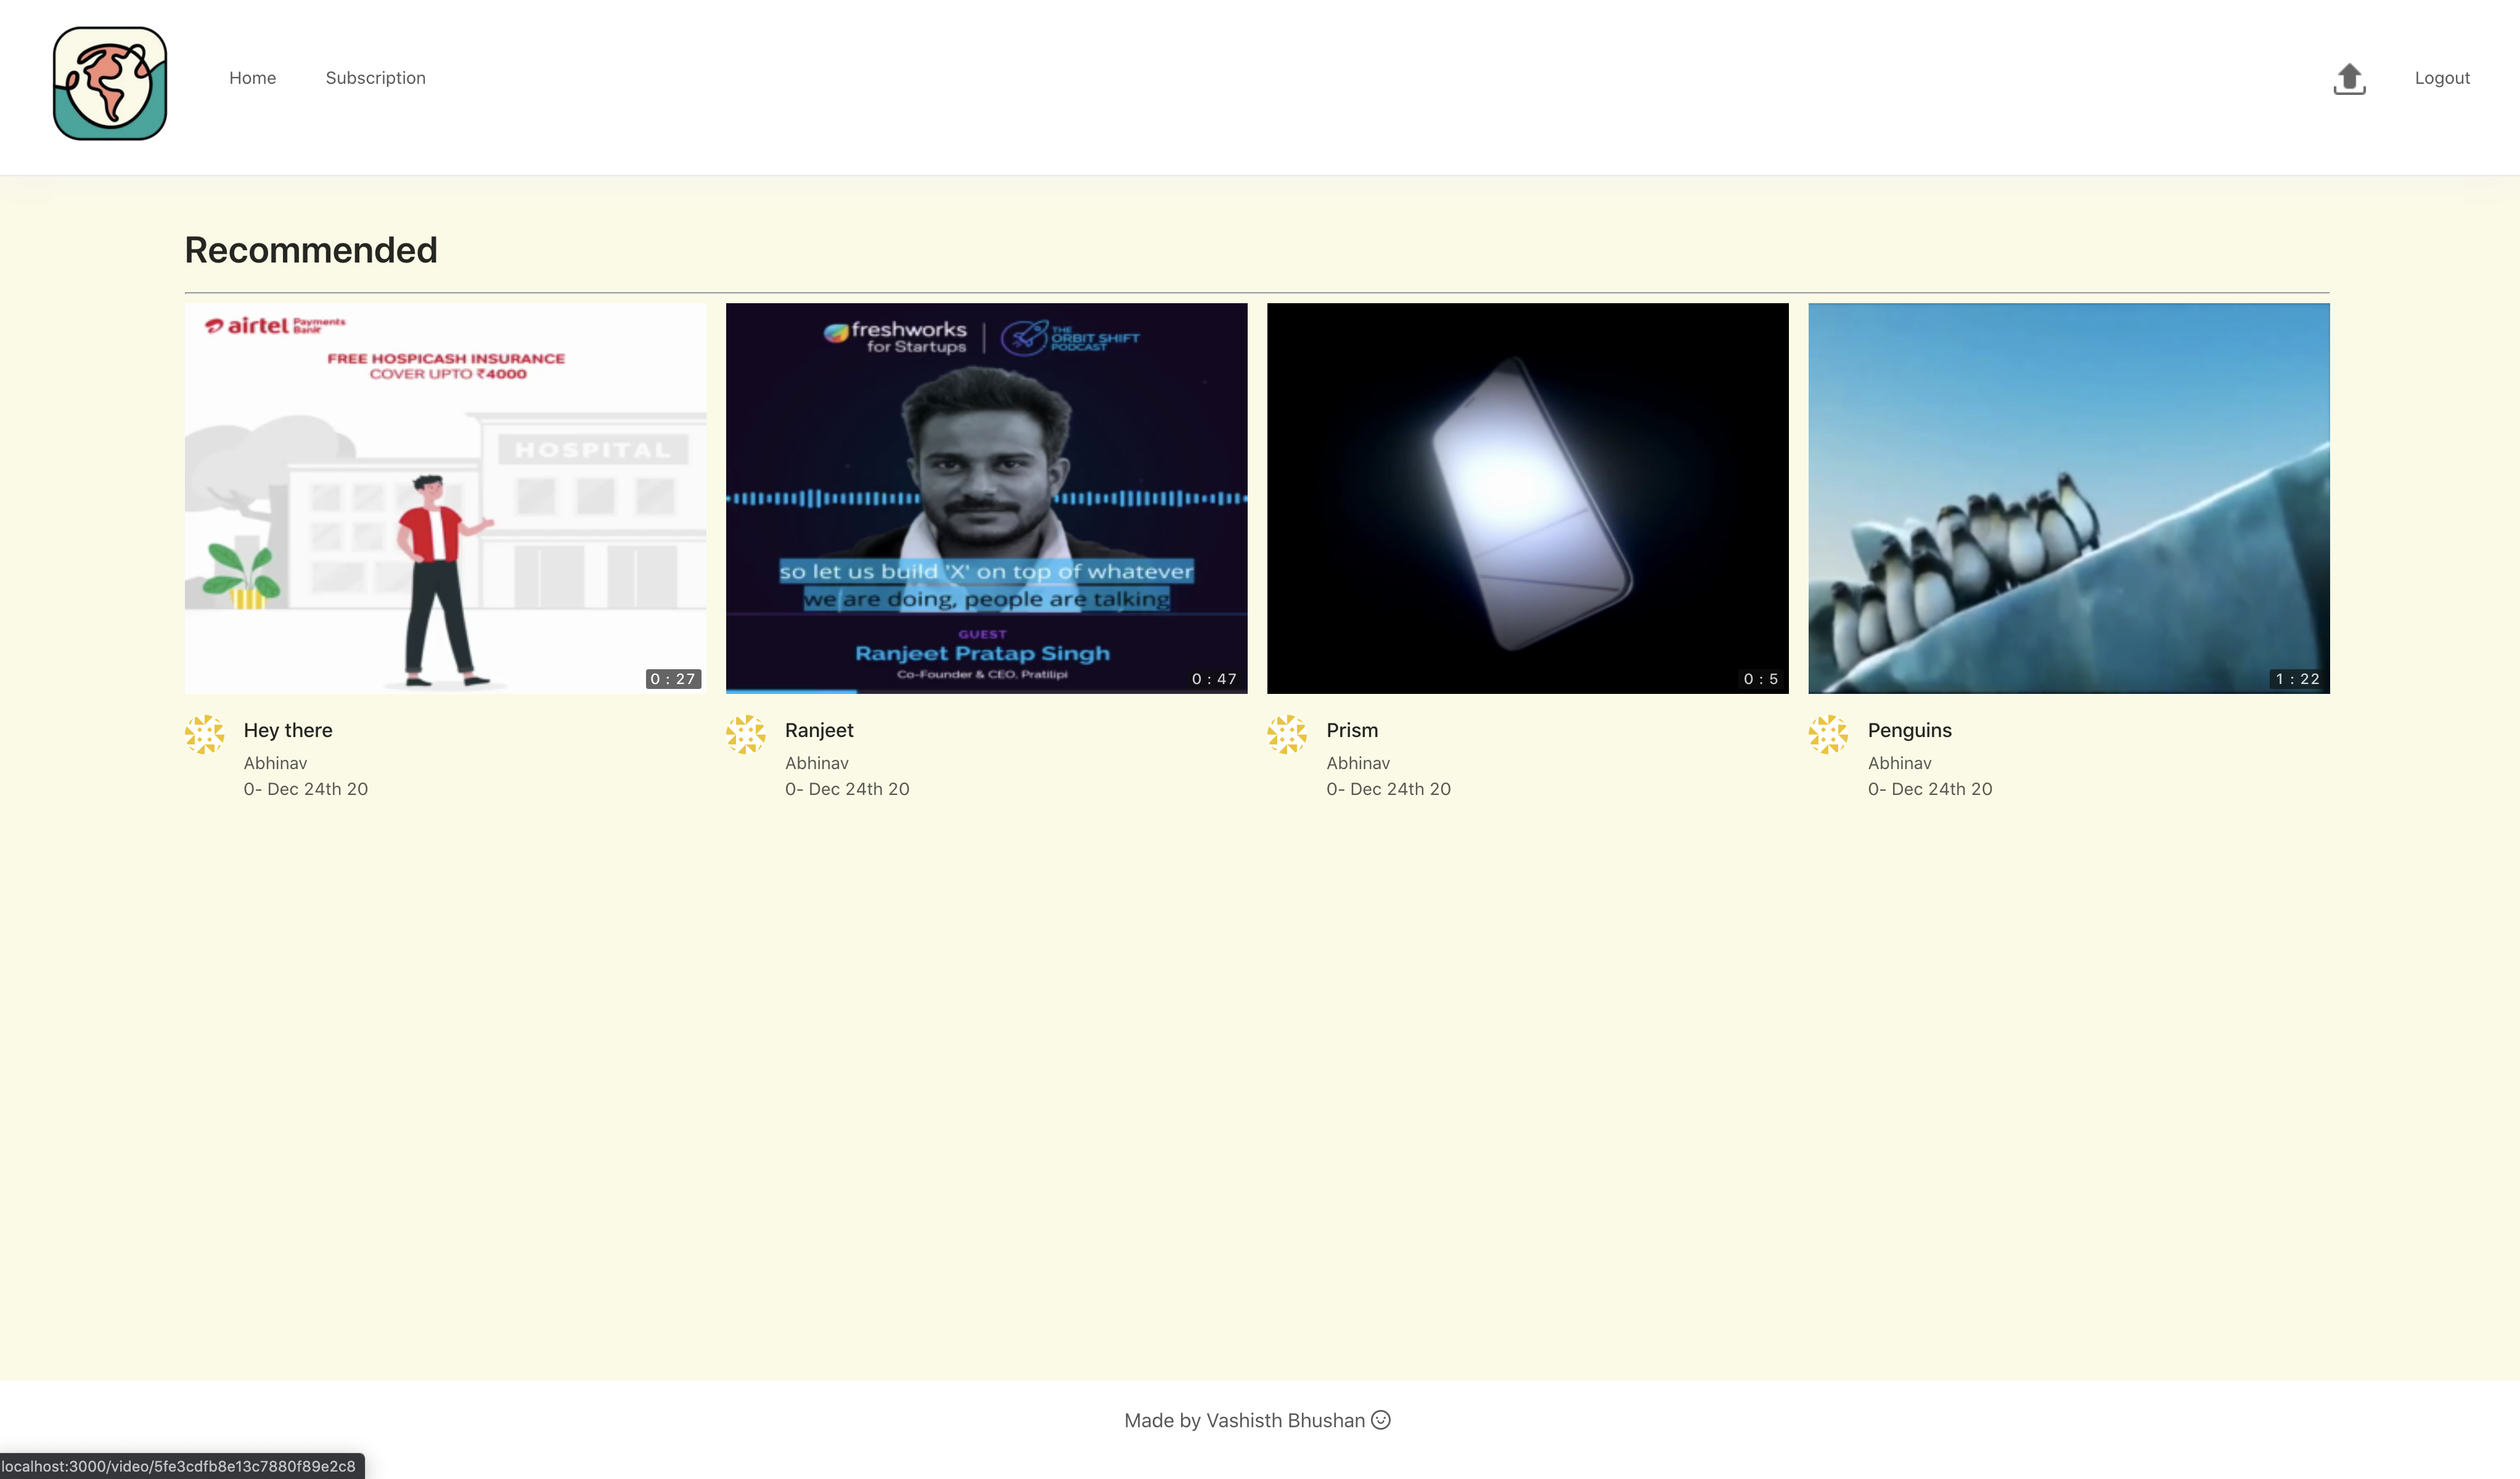 Home
Subscription
Logout
Recommended
airtel Payments Bank
FREE HOSPICASH INSURANCE
COVER UPTO ₹4000
HOSPITAL
0 : 27
freshworks
for Startups
THE
ORBIT SHIFT
PODCAST
so let us build 'X' on top of whatever
we are doing, people are talking
GUEST
Ranjeet Pratap Singh
Co-Founder & CEO, Pratilipi
0 : 47
0 : 5
1 : 22
Hey there
Abhinav
0- Dec 24th 20
Ranjeet
Abhinav
0- Dec 24th 20
Prism
Abhinav
0- Dec 24th 20
Penguins
Abhinav
0- Dec 24th 20
Made by Vashisth Bhushan
localhost:3000/video/5fe3cdfb8e13c7880f89e2c8